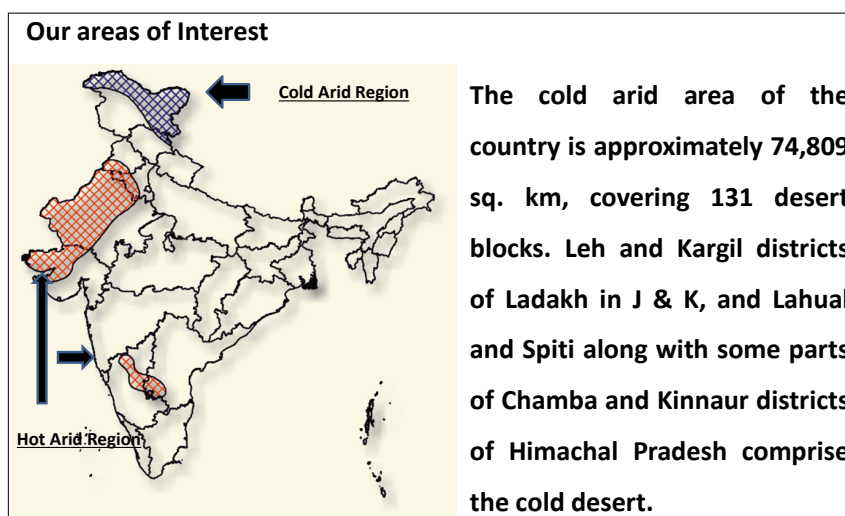 Our areas of Interest
Cold Arid Region
Hot Arid Region
The cold arid area of the
country is approximately 74,809
sq. km, covering 131 desert
blocks. Leh and Kargil districts
of Ladakh in J & K, and Lahual
and Spiti along with some parts
of Chamba and Kinnaur districts
of Himachal Pradesh comprise
the cold desert.